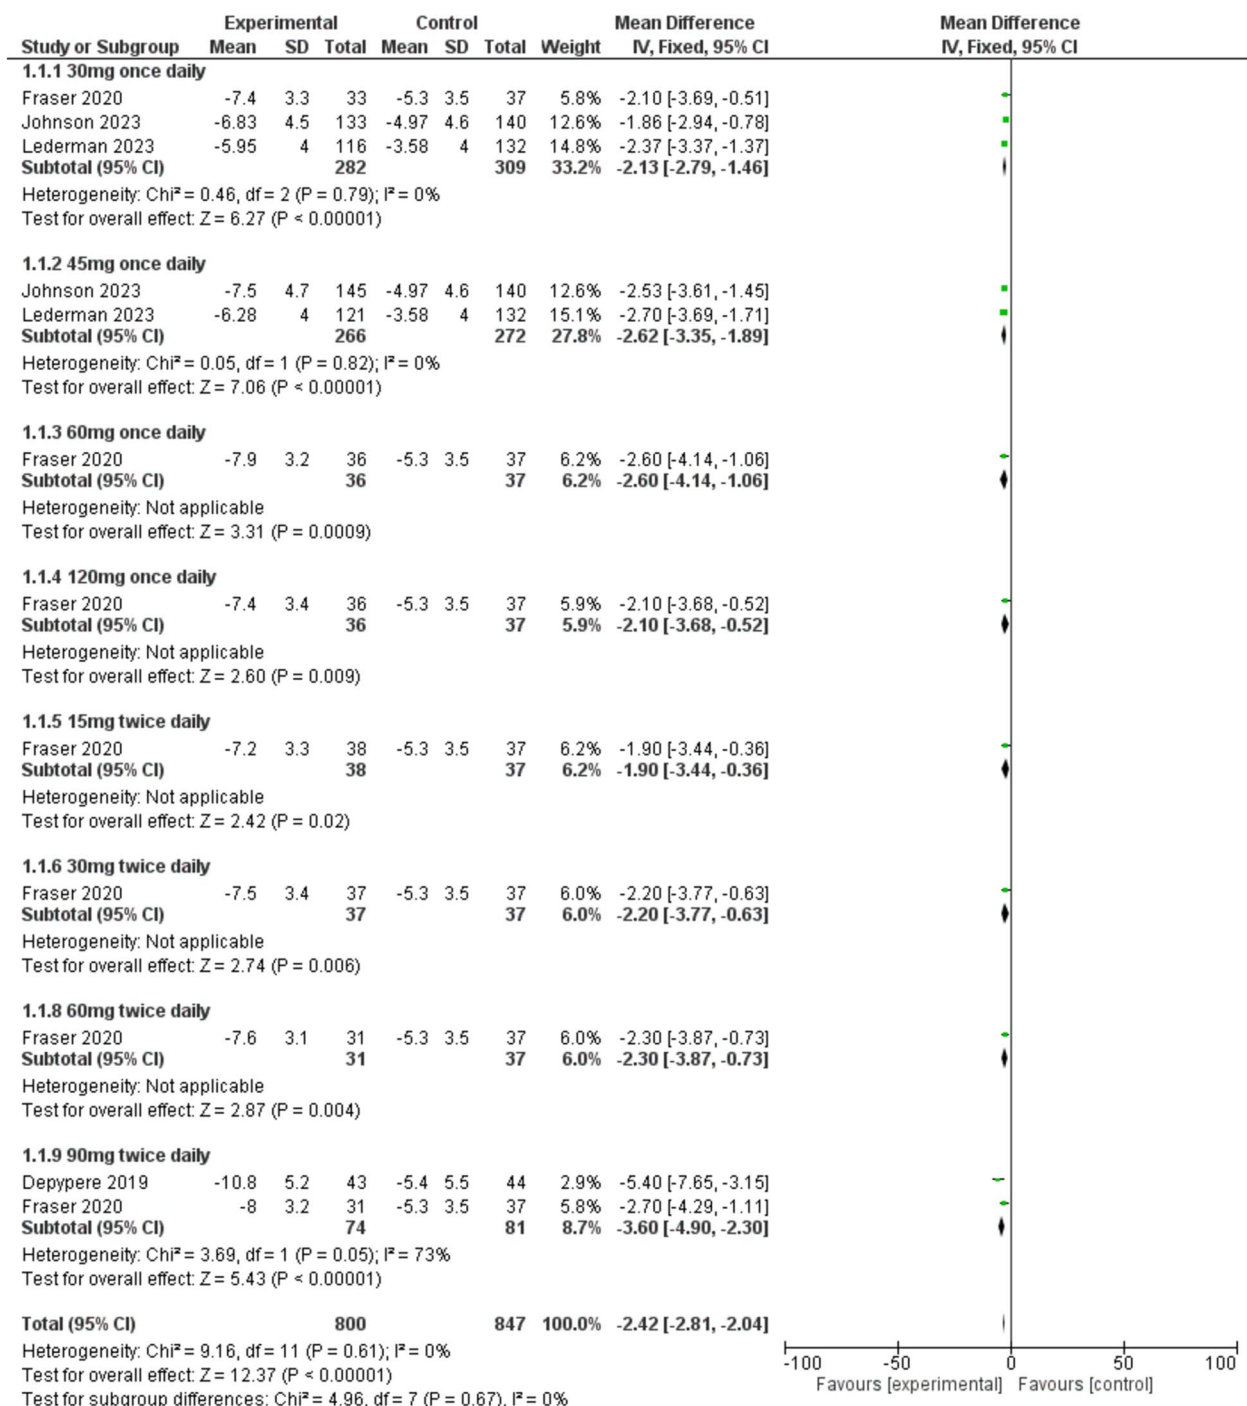 Experimental Control Mean Difference Mean Difference
Study or Subgroup Mean SD Total Mean SD Total Weight IV, Fixed, 95% CI IV, Fixed, 95% CI
1.1.1 30mg once daily
Fraser 2020 -7.4 3.3 33 -5.3 3.5 37 5.8% -2.10 [-3.69, -0.51]
Johnson 2023 -6.83 4.5 133 -4.97 4.6 140 12.6% -1.86 [-2.94, -0.78]
Lederman 2023 -5.95 4 116 -3.58 4 132 14.8% -2.37 [-3.37, -1.37]
Subtotal (95% CI) 282 309 33.2% -2.13 [-2.79, -1.46]
Heterogeneity: Chi² = 0.46, df = 2 (P = 0.79); I² = 0%
Test for overall effect: Z = 6.27 (P < 0.00001)
1.1.2 45mg once daily
Johnson 2023 -7.5 4.7 145 -4.97 4.6 140 12.6% -2.53 [-3.61, -1.45]
Lederman 2023 -6.28 4 121 -3.58 4 132 15.1% -2.70 [-3.69, -1.71]
Subtotal (95% CI) 266 272 27.8% -2.62 [-3.35, -1.89]
Heterogeneity: Chi² = 0.05, df = 1 (P = 0.82); I² = 0%
Test for overall effect: Z = 7.06 (P < 0.00001)
1.1.3 60mg once daily
Fraser 2020 -7.9 3.2 36 -5.3 3.5 37 6.2% -2.60 [-4.14, -1.06]
Subtotal (95% CI) 36 37 6.2% -2.60 [-4.14, -1.06]
Heterogeneity: Not applicable
Test for overall effect: Z = 3.31 (P = 0.0009)
1.1.4 120mg once daily
Fraser 2020 -7.4 3.4 36 -5.3 3.5 37 5.9% -2.10 [-3.68, -0.52]
Subtotal (95% CI) 36 37 5.9% -2.10 [-3.68, -0.52]
Heterogeneity: Not applicable
Test for overall effect: Z = 2.60 (P = 0.009)
1.1.5 15mg twice daily
Fraser 2020 -7.2 3.3 38 -5.3 3.5 37 6.2% -1.90 [-3.44, -0.36]
Subtotal (95% CI) 38 37 6.2% -1.90 [-3.44, -0.36]
Heterogeneity: Not applicable
Test for overall effect: Z = 2.42 (P = 0.02)
1.1.6 30mg twice daily
Fraser 2020 -7.5 3.4 37 -5.3 3.5 37 6.0% -2.20 [-3.77, -0.63]
Subtotal (95% CI) 37 37 6.0% -2.20 [-3.77, -0.63]
Heterogeneity: Not applicable
Test for overall effect: Z = 2.74 (P = 0.006)
1.1.8 60mg twice daily
Fraser 2020 -7.6 3.1 31 -5.3 3.5 37 6.0% -2.30 [-3.87, -0.73]
Subtotal (95% CI) 31 37 6.0% -2.30 [-3.87, -0.73]
Heterogeneity: Not applicable
Test for overall effect: Z = 2.87 (P = 0.004)
1.1.9 90mg twice daily
Depypere 2019 -10.8 5.2 43 -5.4 5.5 44 2.9% -5.40 [-7.65, -3.15]
Fraser 2020 -8 3.2 31 -5.3 3.5 37 5.8% -2.70 [-4.29, -1.11]
Subtotal (95% CI) 74 81 8.7% -3.60 [-4.90, -2.30]
Heterogeneity: Chi² = 3.69, df = 1 (P = 0.05); I² = 73%
Test for overall effect: Z = 5.43 (P < 0.00001)
Total (95% CI) 800 847 100.0% -2.42 [-2.81, -2.04]
Heterogeneity: Chi² = 9.16, df = 11 (P = 0.61); I² = 0%
Test for overall effect: Z = 12.37 (P < 0.00001)
Test for subgroup differences: Chi² = 4.96, df = 7 (P = 0.67), I² = 0%
-100 -50 0 50 100
Favours [experimental] Favours [control]